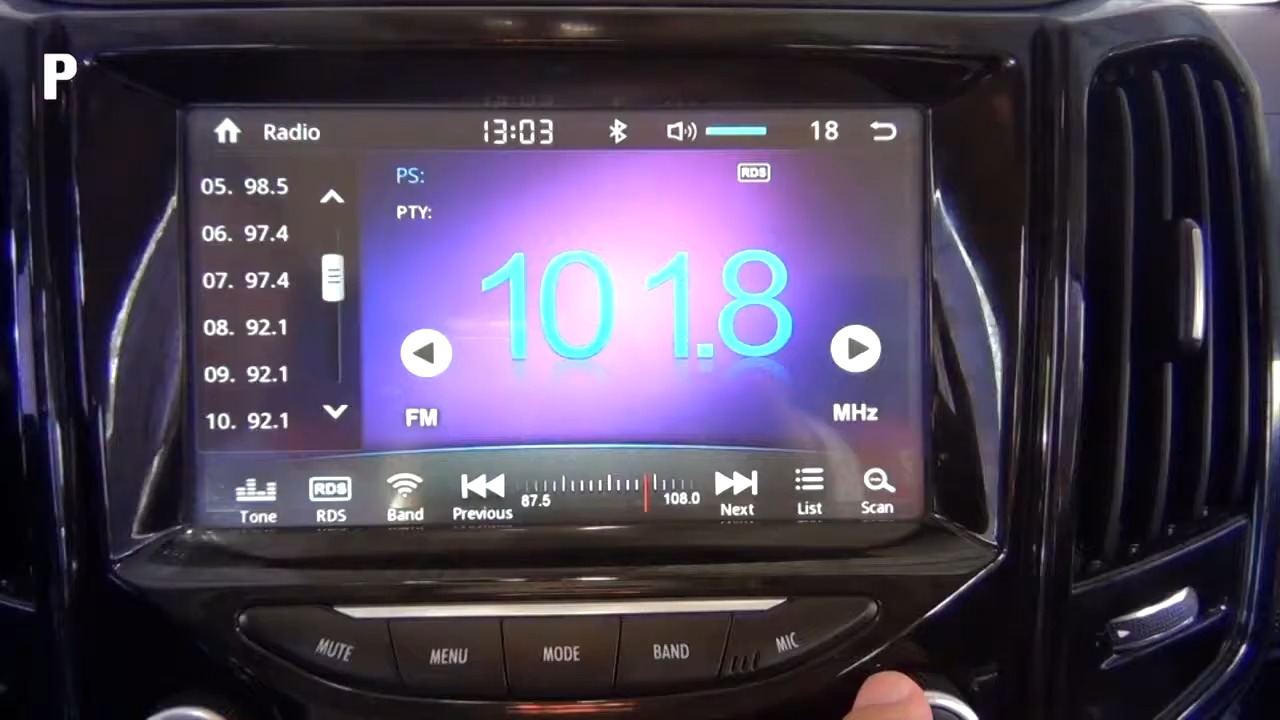 P
Radio 13:03 18
05. 98.5
06. 97.4
07. 97.4
08. 92.1
09. 92.1
10. 92.1
PS:
RDS
PTY:
101.8
FM
MHz
Tone
RDS
RDS
Band
Previous
87.5
108.0
Next
List
Scan
MUTE
MENU
MODE
BAND
MIC